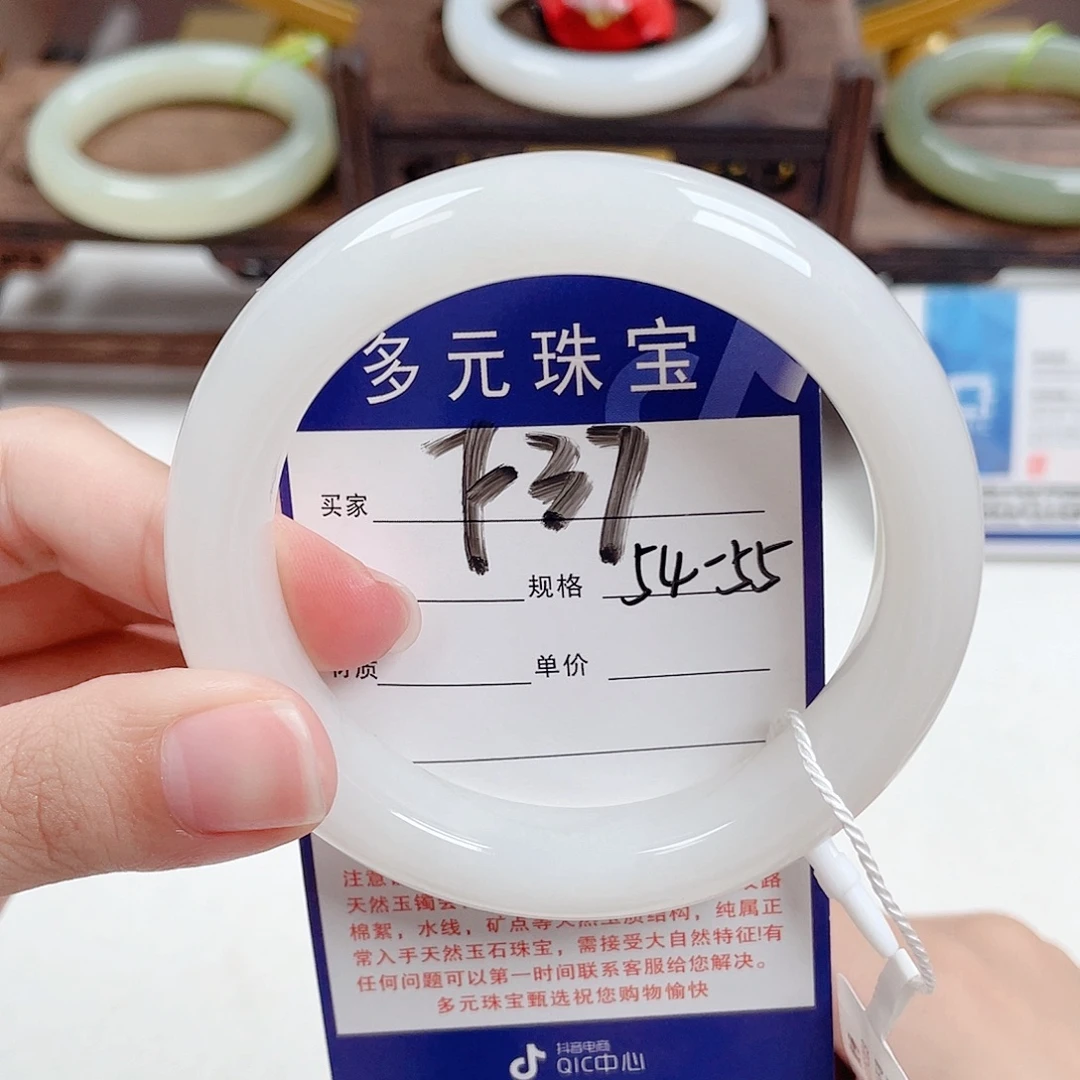 多元珠宝
买家
规格 54-55
材质 单价
注意
天然玉镯
棉絮，水线，矿点等天然玉质结构，纯属正
常入手天然玉石珠宝，需接受大自然特征!有
任何问题可以第一时间联系客服给您解决。
多元珠宝甄选祝您购物愉快
抖音电商
QIC中心